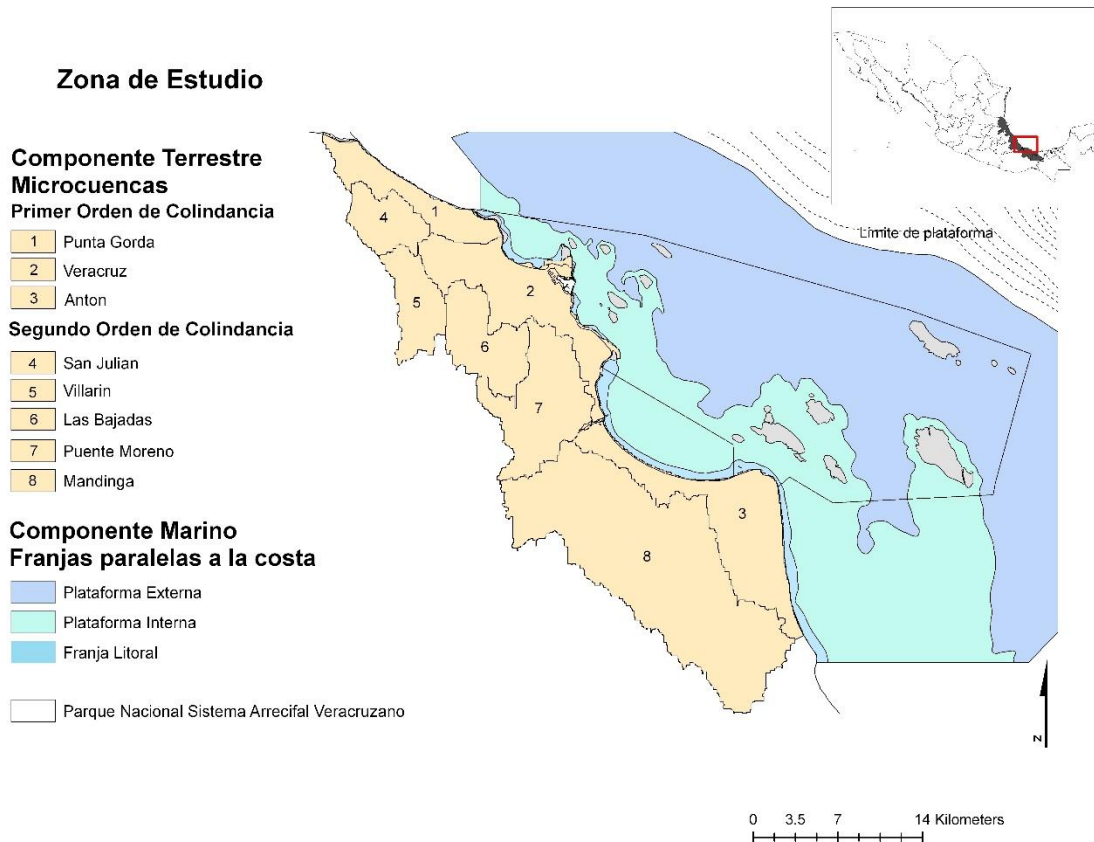 Zona de Estudio
Componente Terrestre
Microcuencas
Primer Orden de Colindancia
1 Punta Gorda
2 Veracruz
3 Anton
Segundo Orden de Colindancia
4 San Julian
5 Villarin
6 Las Bajadas
7 Puente Moreno
8 Mandinga
Componente Marino
Franjas paralelas a la costa
Plataforma Externa
Plataforma Interna
Franja Litoral
Parque Nacional Sistema Arrecifal Veracruzano
Límite de plataforma
1
4
2
5
6
7
3
8
N
0 3.5 7 14 Kilometers